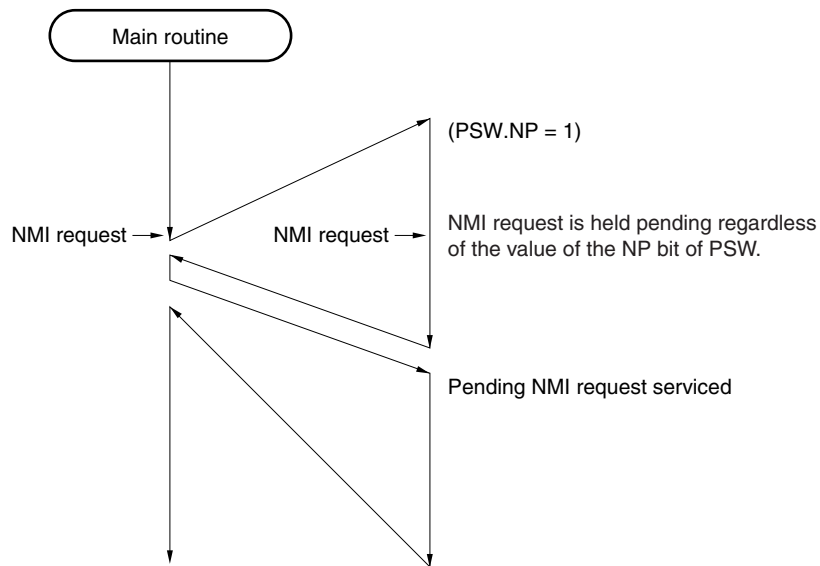 Main routine
(PSW.NP = 1)
NMI request
NMI request
NMI request is held pending regardless
of the value of the NP bit of PSW.
Pending NMI request serviced